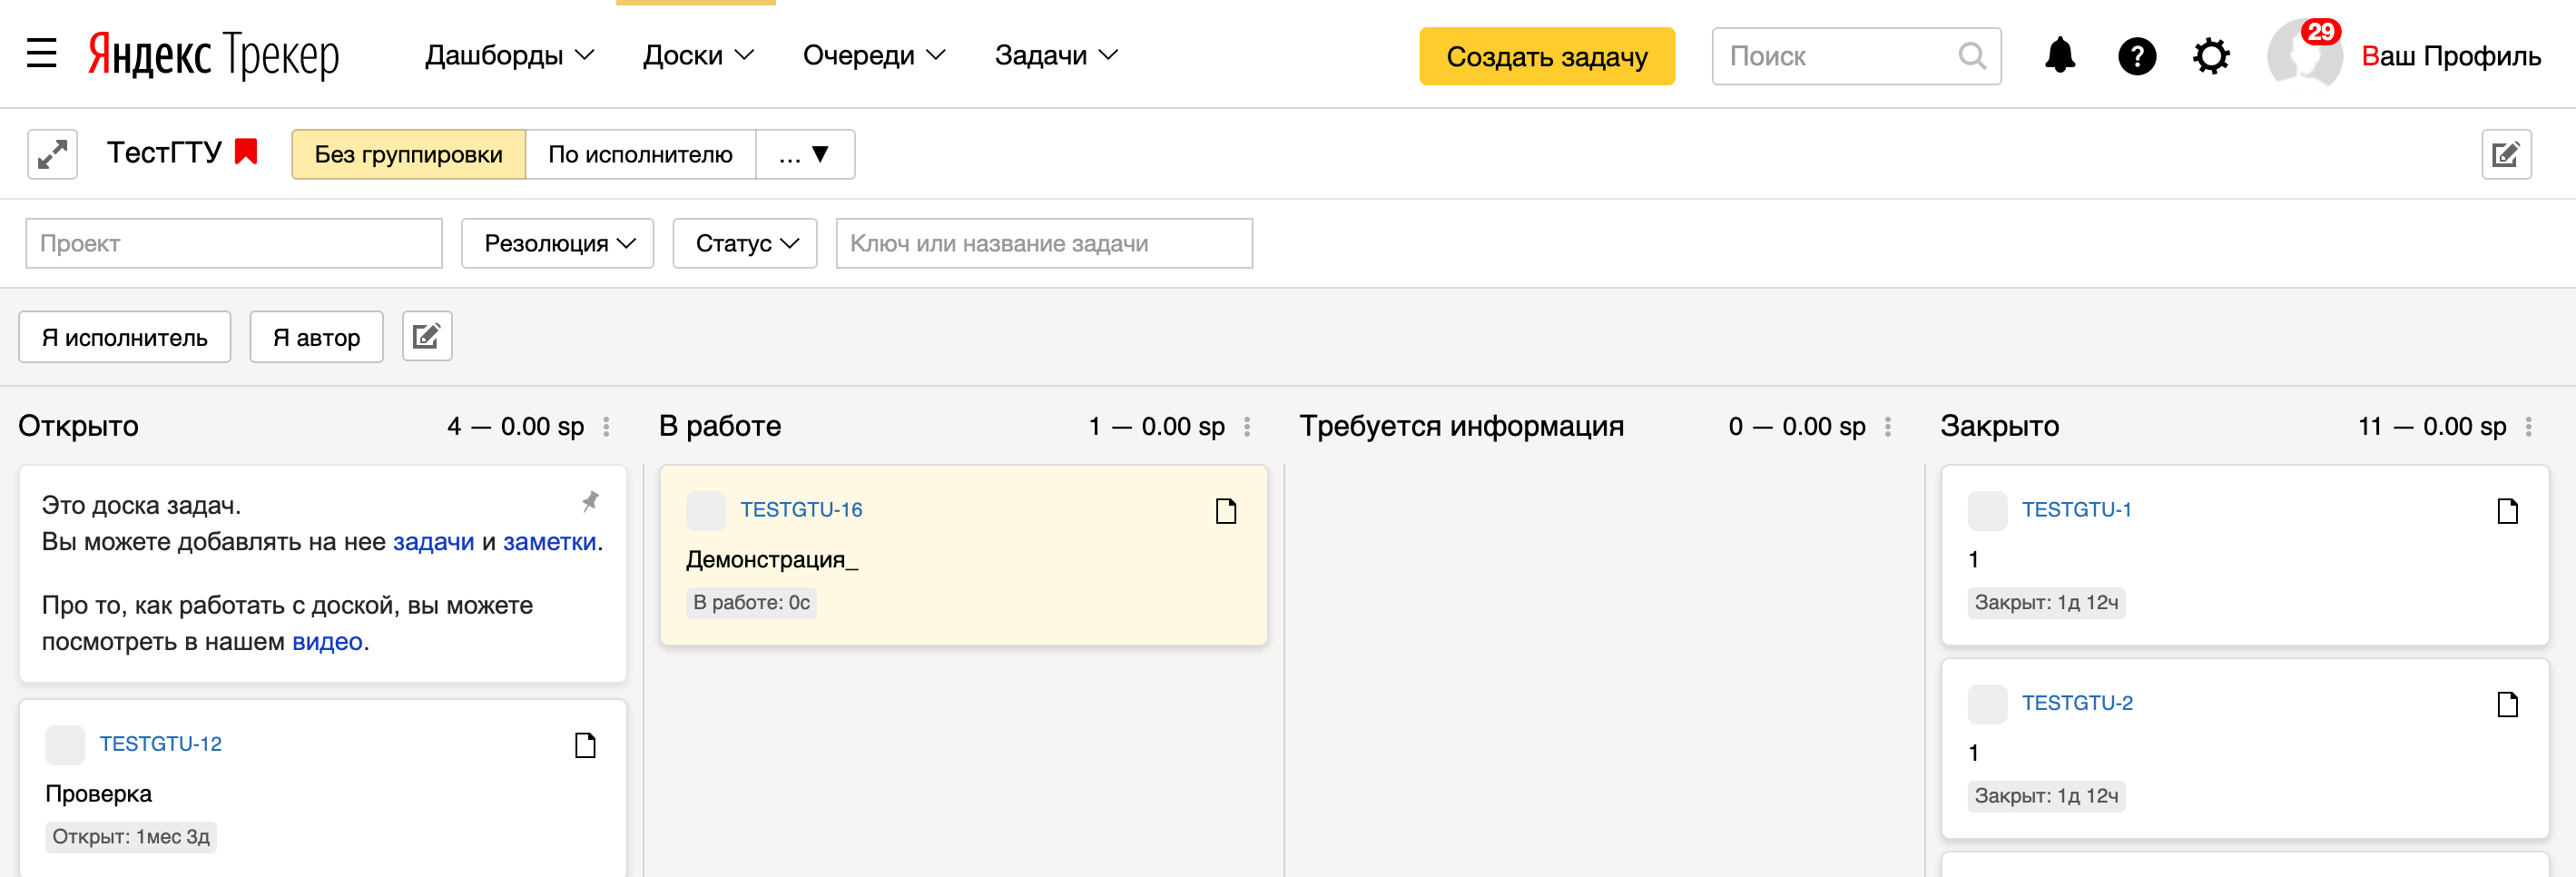 Яндекс Трекер Дашборды Доски Очереди Задачи Создать задачу Поиск 29 Ваш Профиль
ТестГТУ Без группировки По исполнителю ... ▼
Проект Резолюция Статус Ключ или название задачи
Я исполнитель Я автор
Открыто 4 — 0.00 sp В работе 1 — 0.00 sp Требуется информация 0 — 0.00 sp Закрыто 11 — 0.00 sp
Это доска задач.
Вы можете добавлять на нее задачи и заметки.
Про то, как работать с доской, вы можете
посмотреть в нашем видео.
TESTGTU-12
Проверка
Открыт: 1мес 3д
TESTGTU-16
Демонстрация_
В работе: 0с
TESTGTU-1
1
Закрыт: 1д 12ч
TESTGTU-2
1
Закрыт: 1д 12ч